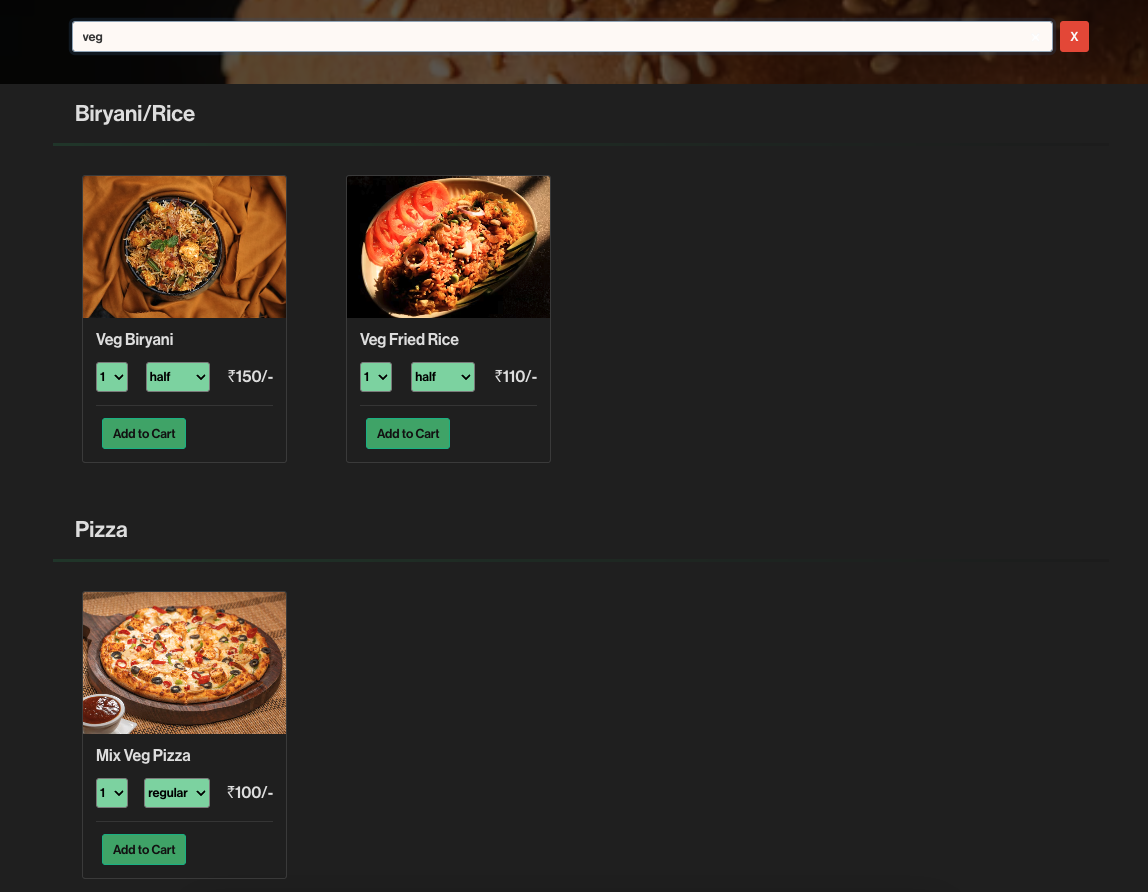 veg
X
Biryani/Rice
Veg Biryani
1 half ₹150/-
Add to Cart
Veg Fried Rice
1 half ₹110/-
Add to Cart
Pizza
Mix Veg Pizza
1 regular ₹100/-
Add to Cart